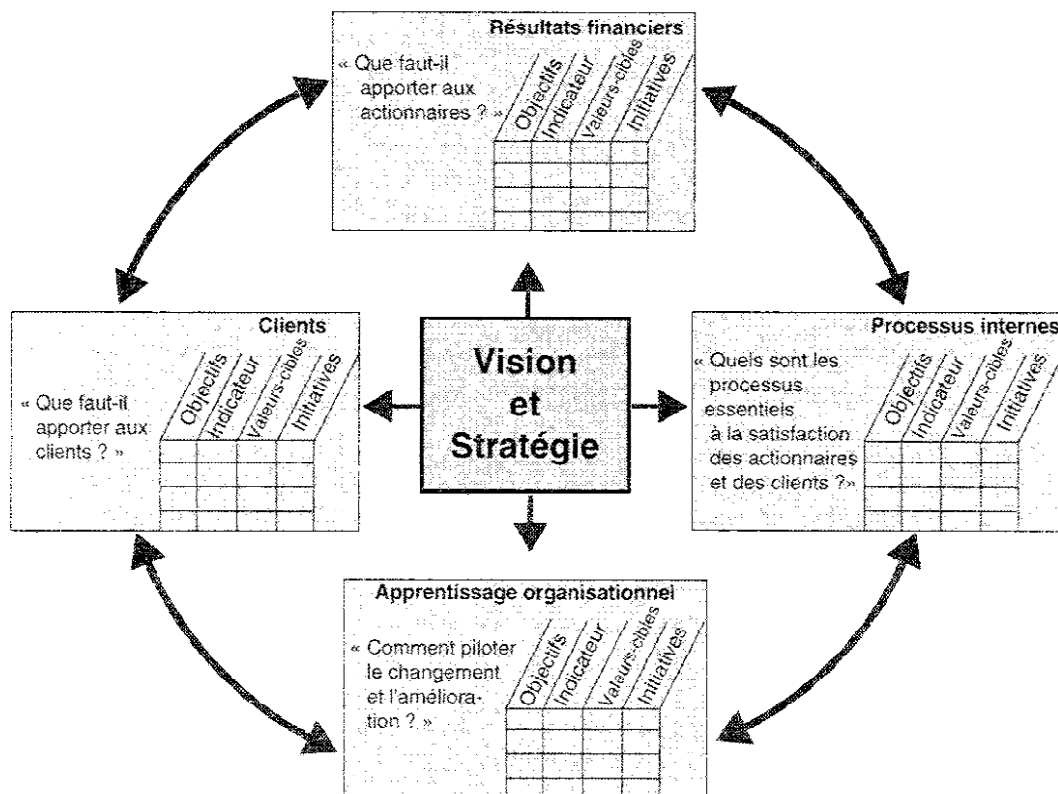 Résultats financiers
« Que faut-il
apporter aux
actionnaires ? »
Objectifs
Indicateur
Valeurs-cibles
Initiatives
Clients
« Que faut-il
apporter aux
clients ? »
Objectifs
Indicateur
Valeurs-cibles
Initiatives
Vision
et
Stratégie
Processus internes
« Quels sont les
processus
essentiels
à la satisfaction
des actionnaires
et des clients ?»
Objectifs
Indicateur
Valeurs-cibles
Initiatives
Apprentissage organisationnel
« Comment piloter
le changement
et l'améliora-
tion ? »
Objectifs
Indicateur
Valeurs-cibles
Initiatives